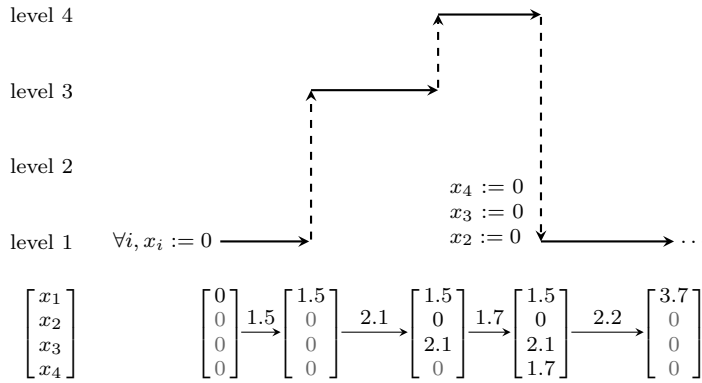 level 4
level 3
level 2
level 1
∀i, xᵢ := 0
x₄ := 0
x₃ := 0
x₂ := 0
..
x₁ 0 1.5 1.5 1.5 3.7
x₂ 0 1.5 0 2.1 0 1.7 0 2.2 0
x₃ 0 0 2.1 2.1 0
x₄ 0 0 0 1.7 0